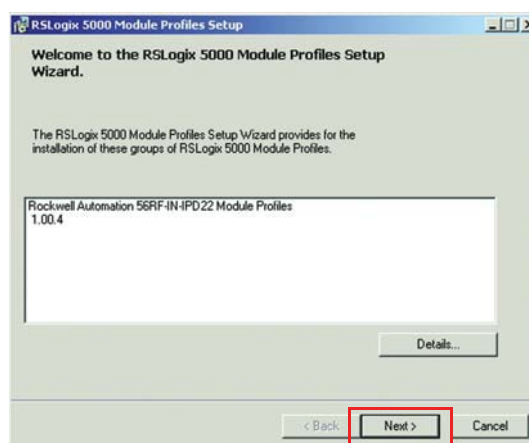 RSLogix 5000 Module Profiles Setup
Welcome to the RSLogix 5000 Module Profiles Setup
Wizard.
The RSLogix 5000 Module Profiles Setup Wizard provides for the
installation of these groups of RSLogix 5000 Module Profiles.
Rockwell Automation 56RF-IN-IPD22 Module Profiles
1.00.4
Details...
< Back
Next >
Cancel